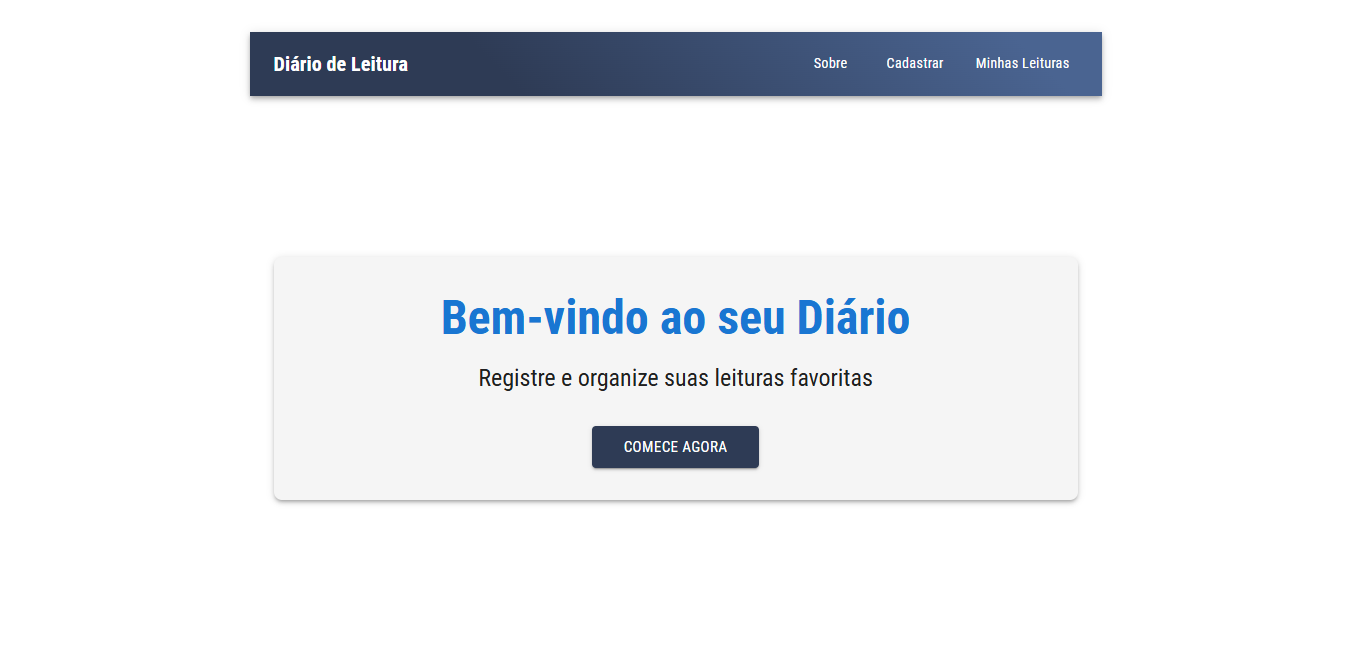 Diário de Leitura
Sobre
Cadastrar
Minhas Leituras
Bem-vindo ao seu Diário
Registre e organize suas leituras favoritas
COMECE AGORA